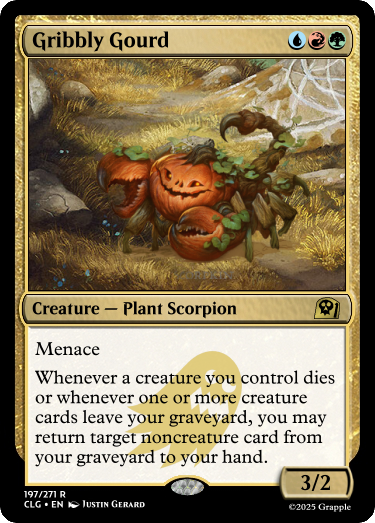 Gribbly Gourd
Creature — Plant Scorpion
Menace
Whenever a creature you control dies
or whenever one or more creature
cards leave your graveyard, you may
return target noncreature card from
your graveyard to your hand.
3/2
197/271 R
CLG • EN Justin Gerard
©2025 Grapple